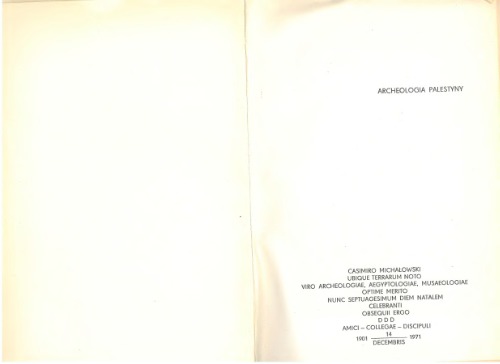 ARCHEOLOGIA PALESTYNY
CASIMIRO MICHAŁOWSKI
UBIQUE TERRARUM NOTO
VIRO ARCHEOLOGIAE, AEGYPTOLOGIAE, MUSAEOLOGIAE
OPTIME MERITO
NUNC SEPTUAGESIMUM DIEM NATALEM
CELEBRANTI
OBSEQUII ERGO
D D D
AMICI – COLLEGAE – DISCIPULI
14
1901 1971
DECEMBRIS